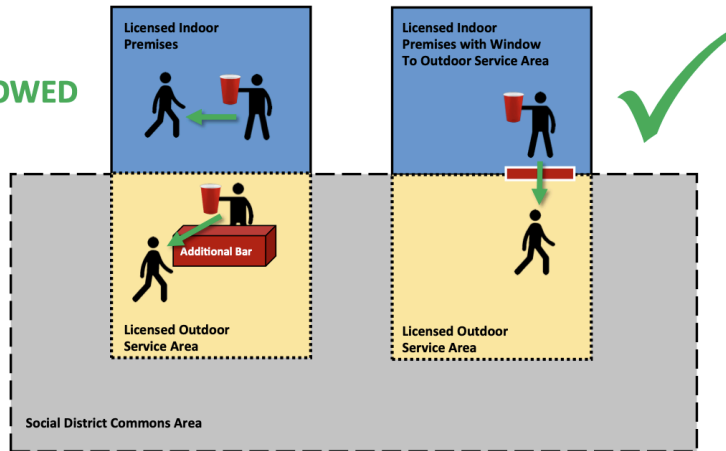 OWED
Licensed Indoor
Premises
Licensed Indoor
Premises with Window
To Outdoor Service Area
Additional Bar
Licensed Outdoor
Service Area
Licensed Outdoor
Service Area
Social District Commons Area